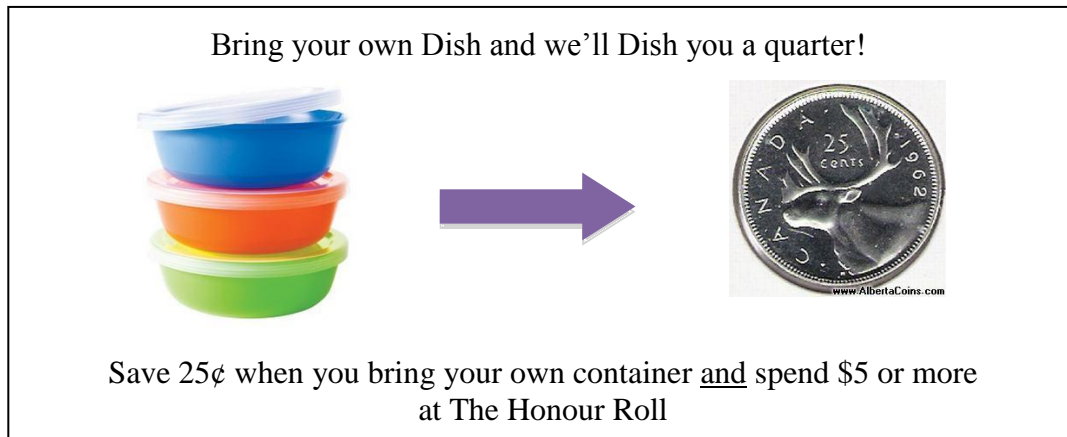 Bring your own Dish and we’ll Dish you a quarter!
CANADA
25
cents
1962
www.AlbertaCoins.com
Save 25¢ when you bring your own container and spend $5 or more
at The Honour Roll